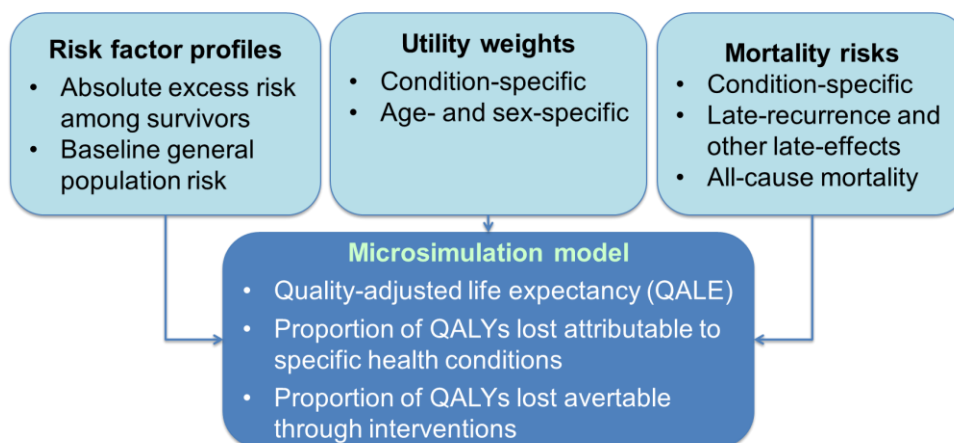 Risk factor profiles
• Absolute excess risk
among survivors
• Baseline general
population risk
Utility weights
• Condition-specific
• Age- and sex-specific
Mortality risks
• Condition-specific
• Late-recurrence and
other late-effects
• All-cause mortality
Microsimulation model
• Quality-adjusted life expectancy (QALE)
• Proportion of QALYs lost attributable to
specific health conditions
• Proportion of QALYs lost avertable
through interventions